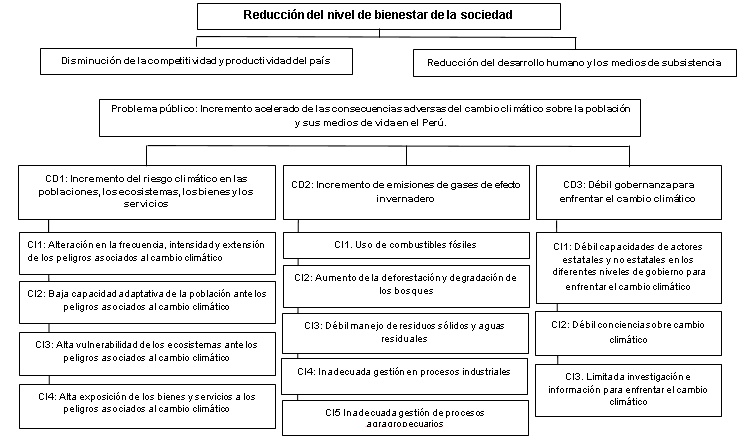 Reducción del nivel de bienestar de la sociedad
Disminución de la competitividad y productividad del país
Reducción del desarrollo humano y los medios de subsistencia
Problema público: Incremento acelerado de las consecuencias adversas del cambio climático sobre la población
y sus medios de vida en el Perú.
CD1: Incremento del riesgo climático en las
poblaciones, los ecosistemas, los bienes y los
servicios
CI1: Alteración en la frecuencia, intensidad y extensión
de los peligros asociados al cambio climático
CI2: Baja capacidad adaptativa de la población ante los
peligros asociados al cambio climático
CI3: Alta vulnerabilidad de los ecosistemas ante los
peligros asociados al cambio climático
CI4: Alta exposición de los bienes y servicios a los
peligros asociados al cambio climático
CD2: Incremento de emisiones de gases de efecto
invernadero
CI1. Uso de combustibles fósiles
CI2: Aumento de la deforestación y degradación de
los bosques
CI3: Débil manejo de residuos sólidos y aguas
residuales
CI4: Inadecuada gestión en procesos industriales
CI5 Inadecuada gestión de procesos
agragropecuarios
CD3: Débil gobernanza para
enfrentar el cambio climático
CI1: Débil capacidades de actores
estatales y no estatales en los
diferentes niveles de gobierno para
enfrentar el cambio climático
CI2: Débil conciencia sobre cambio
climático
CI3. Limitada investigación e
información para enfrentar el cambio
climático